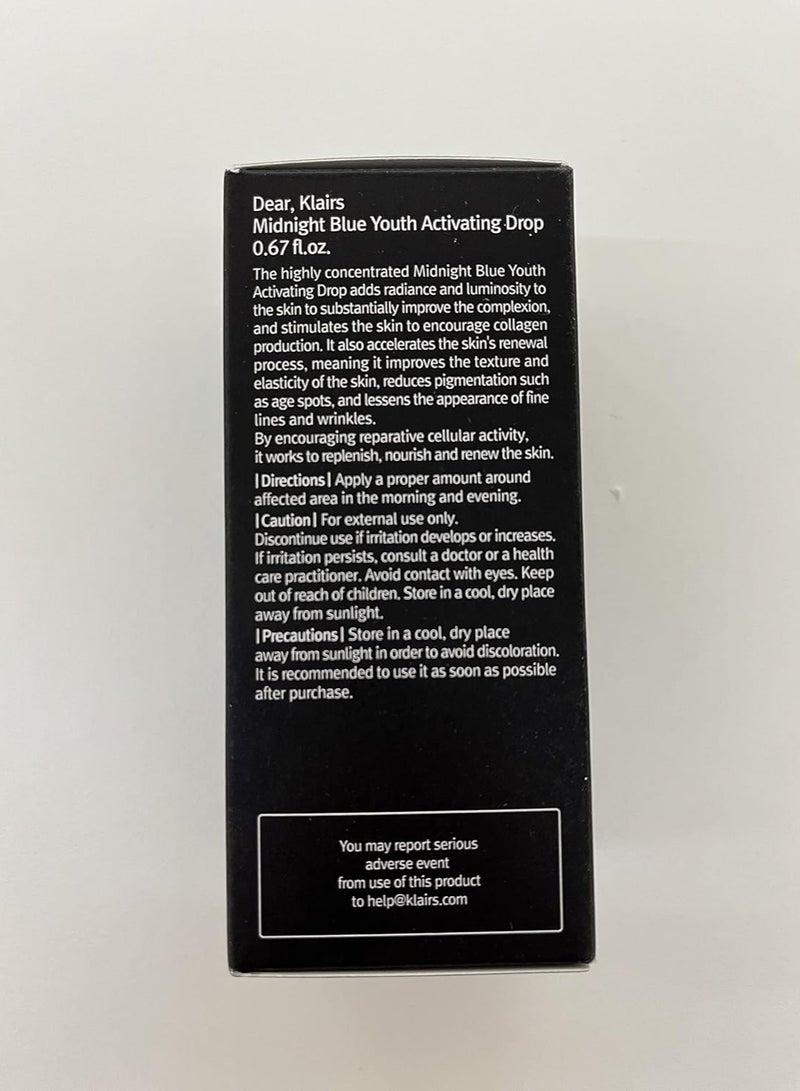 Dear, Klairs
Midnight Blue Youth Activating Drop
0.67 fl.oz.
The highly concentrated Midnight Blue Youth
Activating Drop adds radiance and luminosity to
the skin to substantially improve the complexion,
and stimulates the skin to encourage collagen
production. It also accelerates the skin's renewal
process, meaning it improves the texture and
elasticity of the skin, reduces pigmentation such
as age spots, and lessens the appearance of fine
lines and wrinkles.
By encouraging reparative cellular activity,
it works to replenish, nourish and renew the skin.
| Directions | Apply a proper amount around
affected area in the morning and evening.
| Caution | For external use only.
Discontinue use if irritation develops or increases.
If irritation persists, consult a doctor or a health
care practitioner. Avoid contact with eyes. Keep
out of reach of children. Store in a cool, dry place
away from sunlight.
| Precautions | Store in a cool, dry place
away from sunlight in order to avoid discoloration.
It is recommended to use it as soon as possible
after purchase.
You may report serious
adverse event
from use of this product
to help@klairs.com